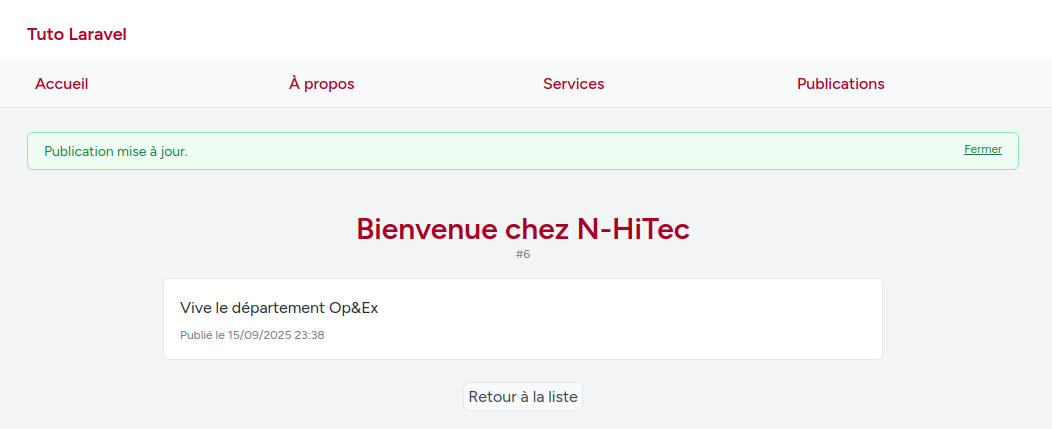 Tuto Laravel
Accueil À propos Services Publications
Publication mise à jour. Fermer
Bienvenue chez N-HiTec
#6
Vive le département Op&Ex
Publié le 15/09/2025 23:38
Retour à la liste